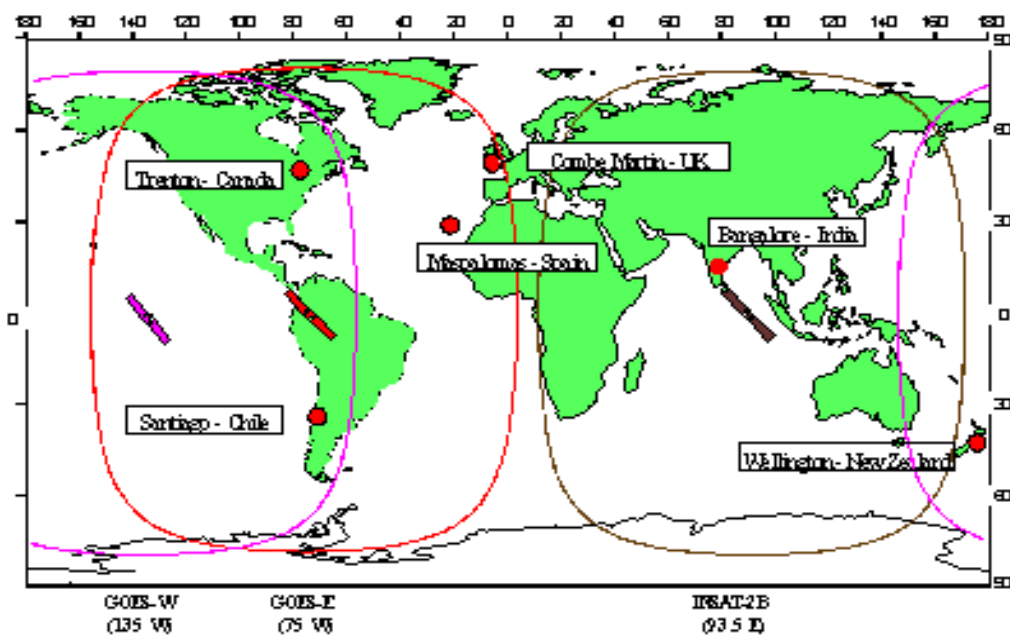 180 160 140 120 100 80 60 40 20 0 20 40 60 80 100 120 140 160 180
90
60
Combe Martin - UK
Trenton - Canada
30
Bangalore - India
Maspalomas - Spain
0 0
30
Santiago - Chile
Wellington - New Zealand
60
90
GOES-W GOES-E INSAT-2B
(135 W) (75 W) (93.5 E)